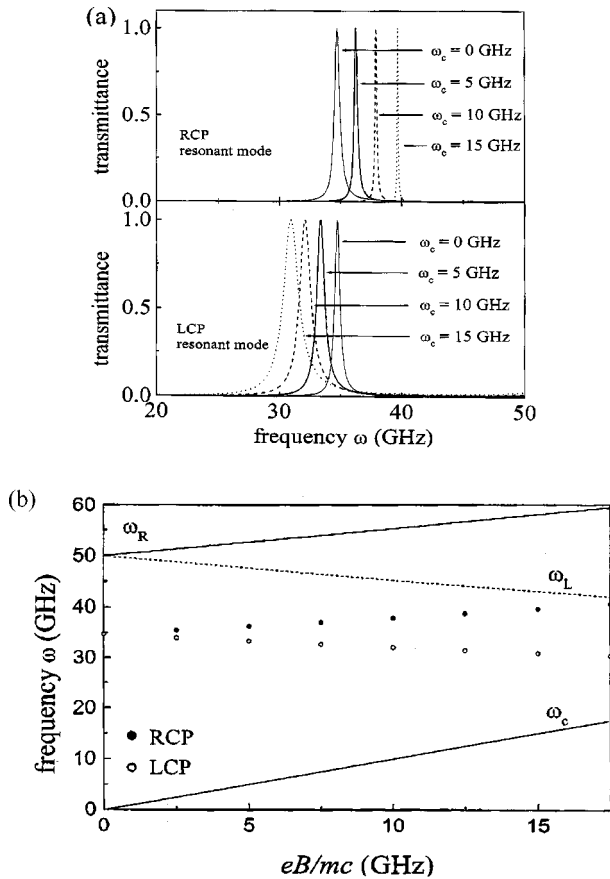 (a)
1.0
0.5
0.0
transmittance
RCP
resonant mode
ω_c = 0 GHz
ω_c = 5 GHz
ω_c = 10 GHz
ω_c = 15 GHz
1.0
0.5
0.0
transmittance
LCP
resonant mode
ω_c = 0 GHz
ω_c = 5 GHz
ω_c = 10 GHz
ω_c = 15 GHz
20 30 40 50
frequency ω (GHz)
(b)
60
50
40
30
20
10
0
frequency ω (GHz)
ω_R
ω_L
ω_c
RCP
LCP
0 5 10 15
eB/mc (GHz)